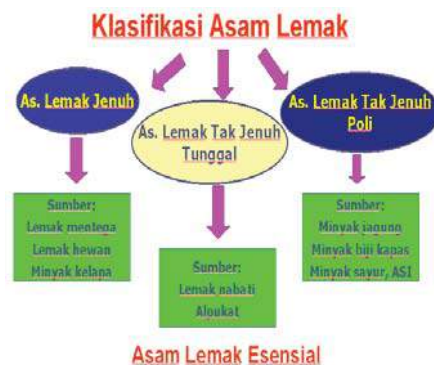 Klasifikasi Asam Lemak
As. Lemak Jenuh
As. Lemak Tak Jenuh
Tunggal
As. Lemak Tak Jenuh
Poli
Sumber:
Lemak mentega
Lemak hewan
Minyak kelapa
Sumber:
Lemak nabati
Alpukat
Sumber:
Minyak jagung
Minyak biji kapas
Minyak sayur, ASI
Asam Lemak Esensial